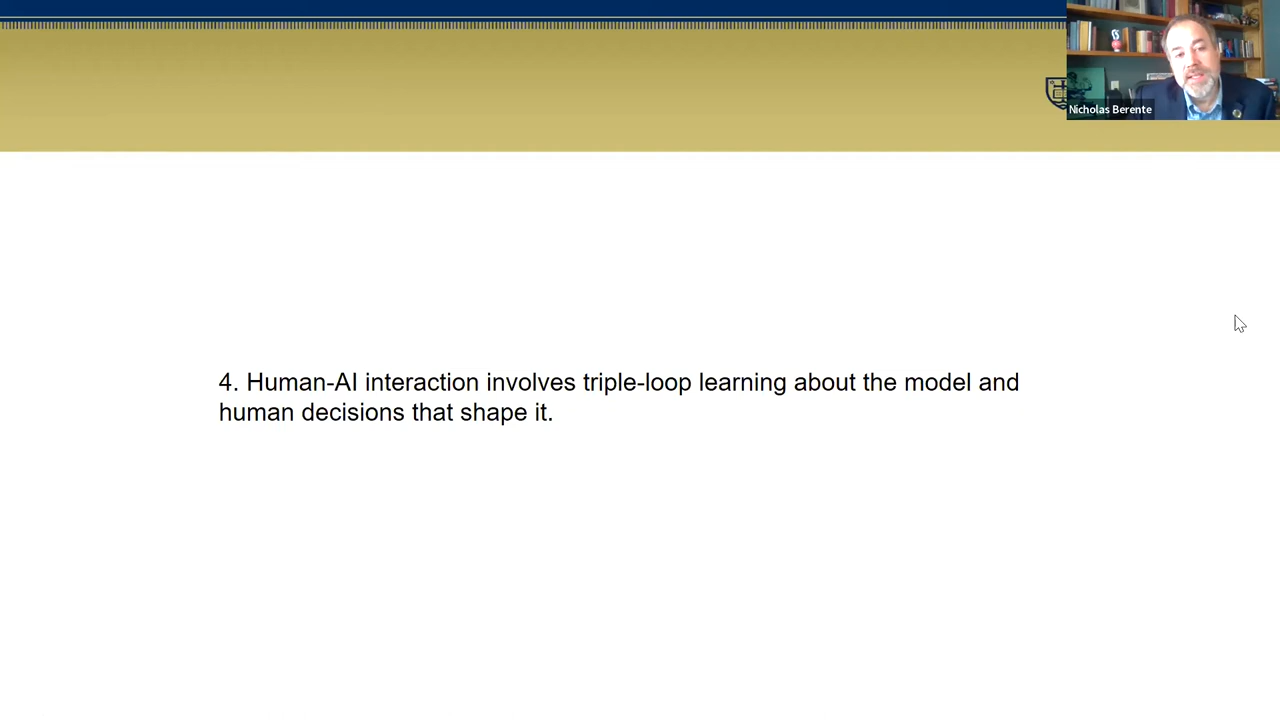 Nicholas Berente
4. Human-AI interaction involves triple-loop learning about the model and
human decisions that shape it.